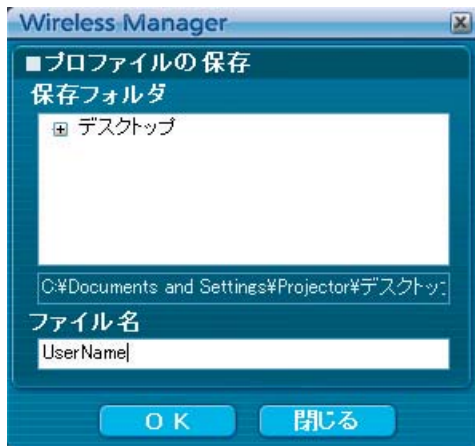 Wireless Manager
■プロファイルの保存
保存フォルダ
デスクトップ
C:¥Documents and Settings¥Projector¥デスクトッ
ファイル名
UserName
ＯＫ
閉じる